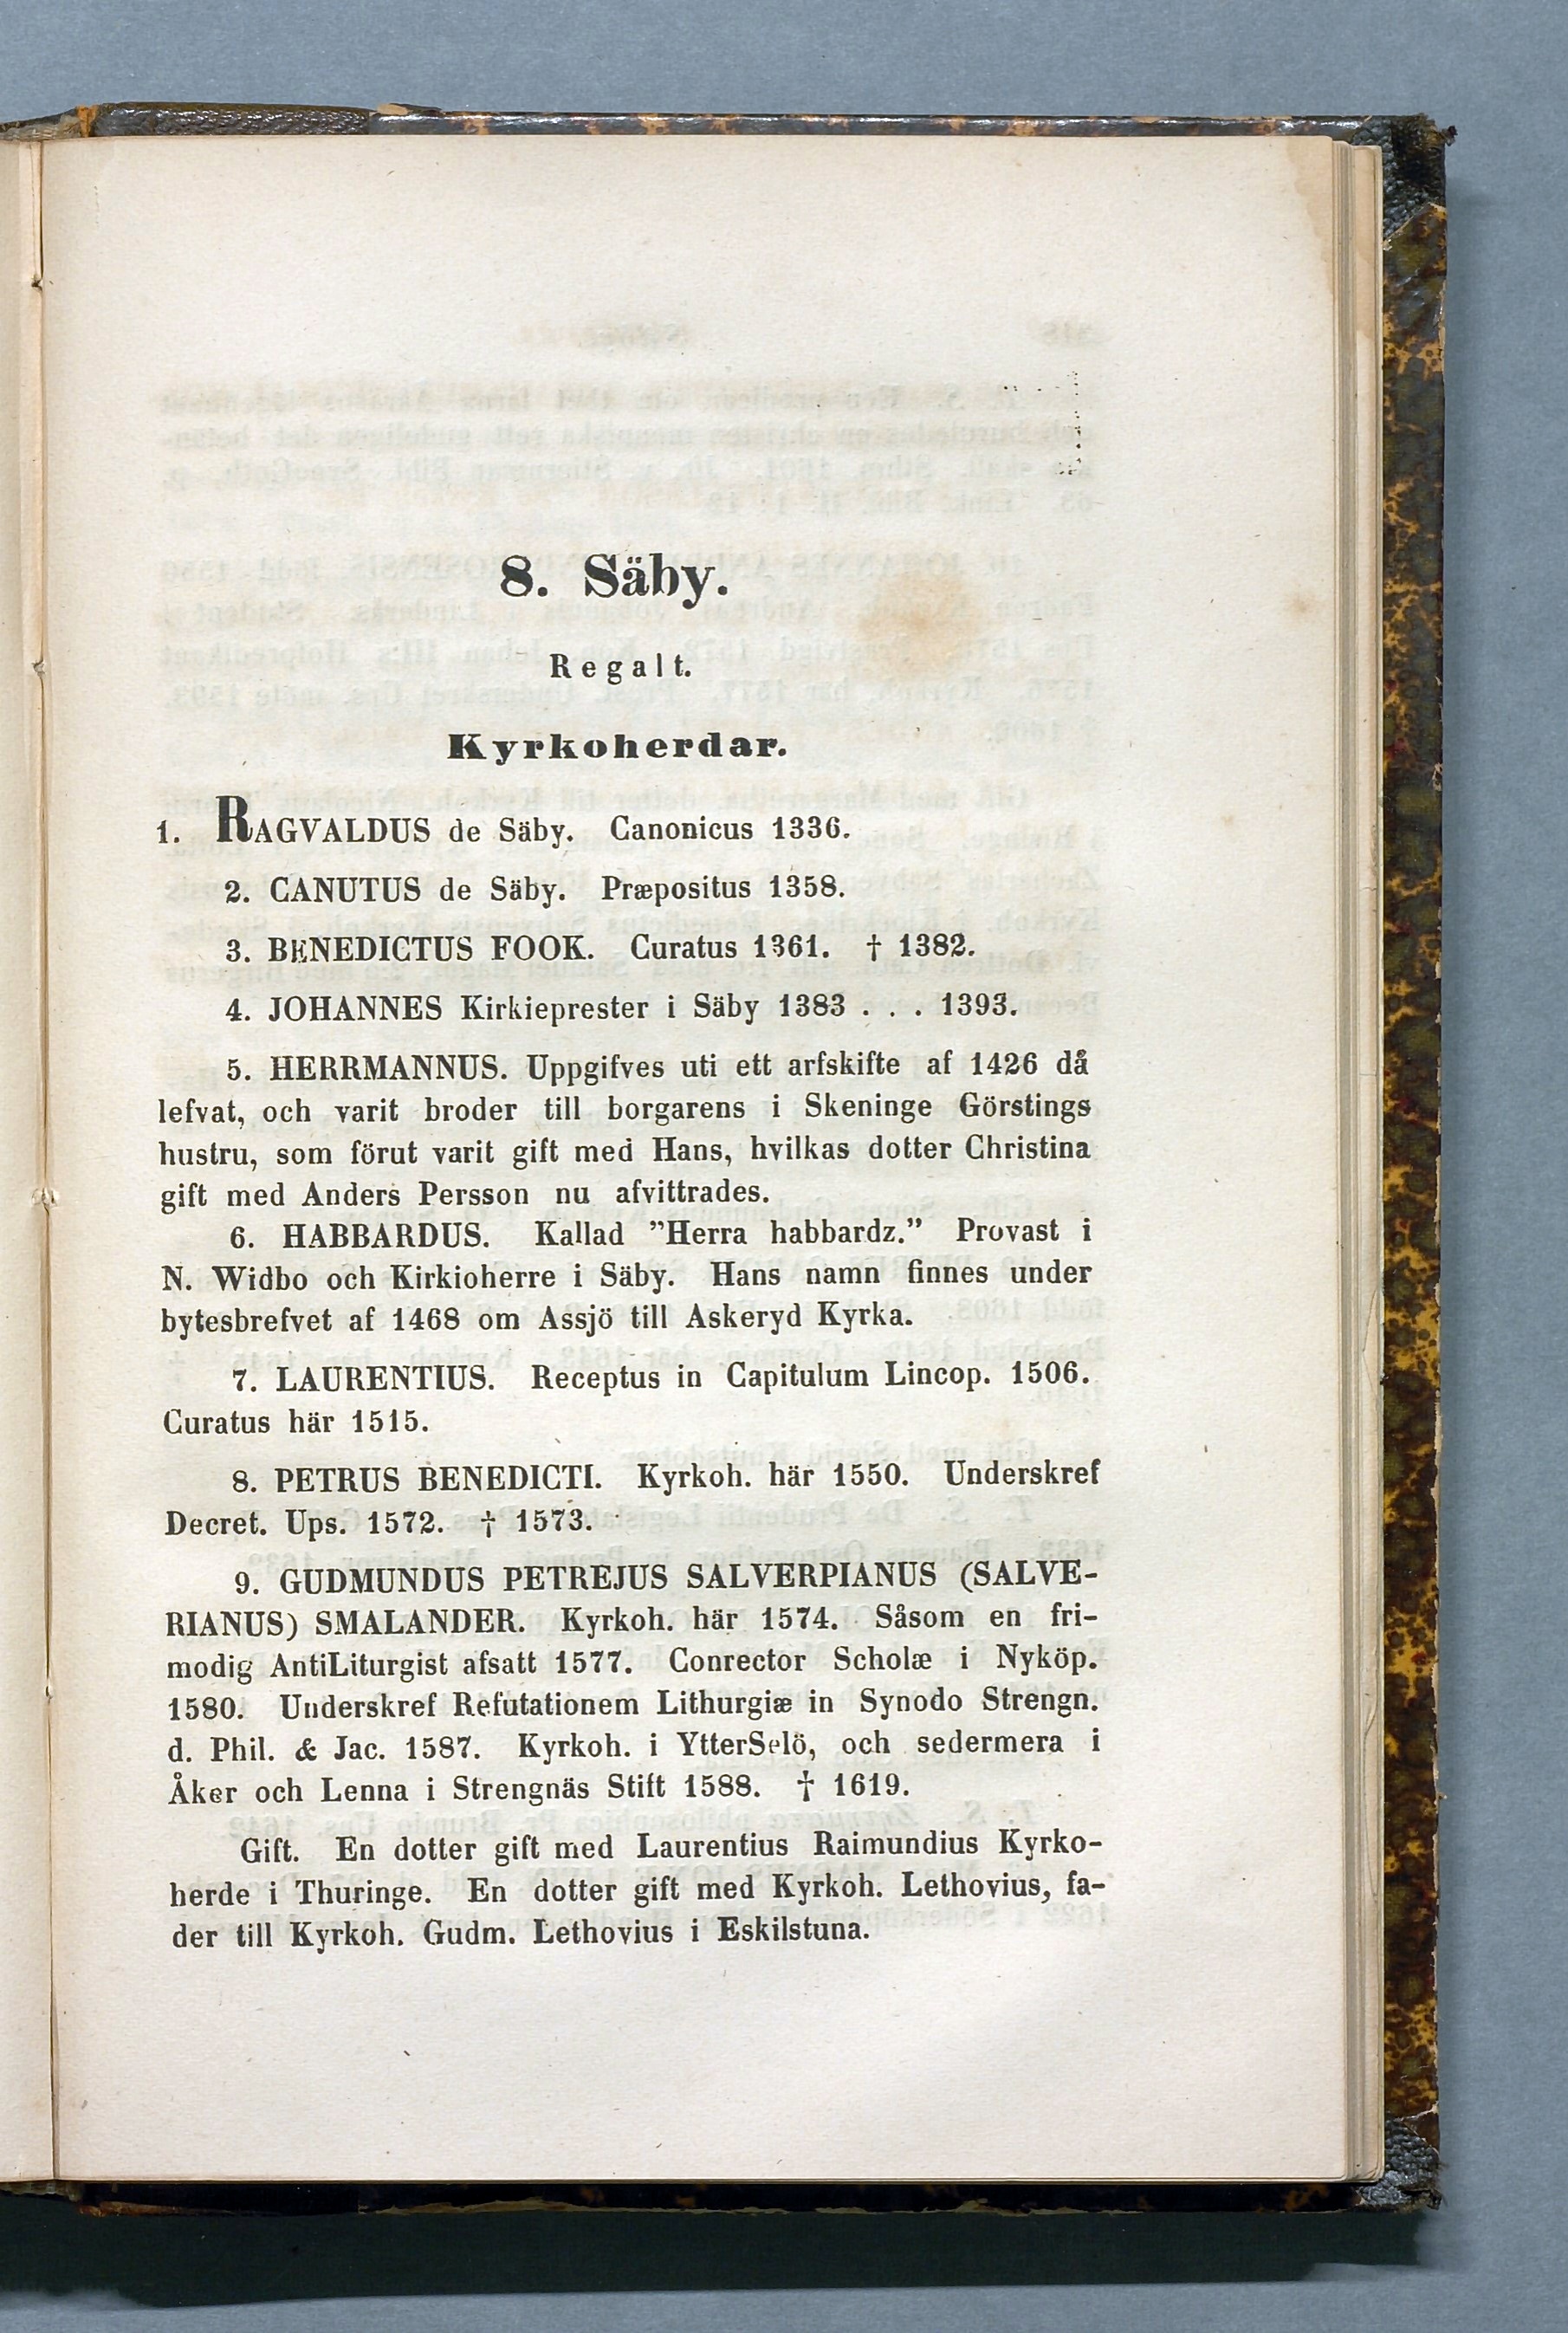 8. Säby.
Regalt.
Kyrkoherdar.
1. RAGVALDUS de Säby. Canonicus 1336.
2. CANUTUS de Säby. Præpositus 1358.
3. BENEDICTUS FOOK. Curatus 1361. † 1382.
4. JOHANNES Kirkieprester i Säby 1383 . . . 1393.
5. HERRMANNUS. Uppgifves uti ett arfskifte af 1426 då
lefvat, och varit broder till borgarens i Skeninge Görstings
hustru, som förut varit gift med Hans, hvilkas dotter Christina
gift med Anders Persson nu afvittrades.
6. HABBARDUS. Kallad ”Herra habbardz.” Provast i
N. Widbo och Kirkioherre i Säby. Hans namn finnes under
bytesbrefvet af 1468 om Assjö till Askeryd Kyrka.
7. LAURENTIUS. Receptus in Capitulum Lincop. 1506.
Curatus här 1515.
8. PETRUS BENEDICTI. Kyrkoh. här 1550. Underskref
Decret. Ups. 1572. † 1573.
9. GUDMUNDUS PETREJUS SALVERPIANUS (SALVE-
RIANUS) SMALANDER. Kyrkoh. här 1574. Såsom en fri-
modig AntiLiturgist afsatt 1577. Conrector Scholæ i Nyköp.
1580. Underskref Refutationem Lithurgiæ in Synodo Strengn.
d. Phil. & Jac. 1587. Kyrkoh. i YtterSelö, och sedermera i
Åker och Lenna i Strengnäs Stift 1588. † 1619.
Gift. En dotter gift med Laurentius Raimundius Kyrko-
herde i Thuringe. En dotter gift med Kyrkoh. Lethovius, fa-
der till Kyrkoh. Gudm. Lethovius i Eskilstuna.